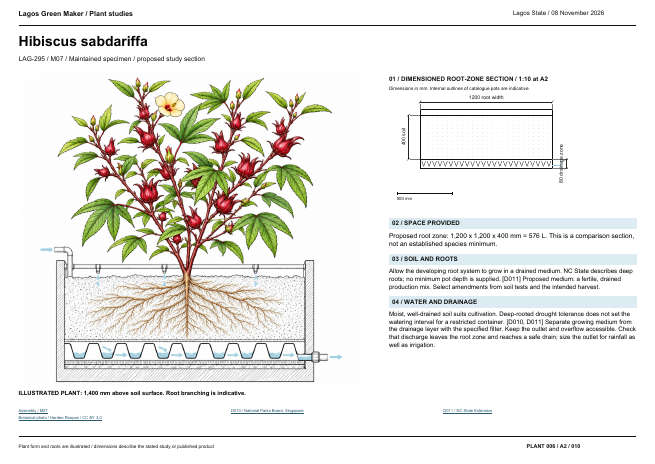 Lagos Green Maker / Plant studies
Lagos State / 08 November 2026
Hibiscus sabdariffa
LAG-295 / M07 / Maintained specimen / proposed study section
01 / DIMENSIONED ROOT-ZONE SECTION / 1:10 at A2
Dimensions in mm. Internal outlines of catalogue pots are indicative.
1200 root width
400 soil
80 drainage zone
500 mm
02 / SPACE PROVIDED
Proposed root zone: 1,200 x 1,200 x 400 mm = 576 L. This is a comparison section,
not an established species minimum.
03 / SOIL AND ROOTS
Allow the developing root system to grow in a drained medium. NC State describes deep
roots; no minimum pot depth is supplied. [D011] Proposed medium: a fertile, drained
production mix. Select amendments from soil tests and the intended harvest.
04 / WATER AND DRAINAGE
Moist, well-drained soil suits cultivation. Deep-rooted drought tolerance does not set the
watering interval for a restricted container. [D010, D011] Separate growing medium from
the drainage layer with the specified filter. Keep the outlet and overflow accessible. Check
that discharge leaves the root zone and reaches a safe drain; size the outlet for rainfall as
well as irrigation.
ILLUSTRATED PLANT: 1,400 mm above soil surface. Root branching is indicative.
Assembly / M07
D010 / National Parks Board, Singapore
D011 / NC State Extension
Botanical photo / Harden Roopan / CC BY 3.0
Plant form and roots are illustrated / dimensions describe the stated study or published product
PLANT 006 / A2 / 010